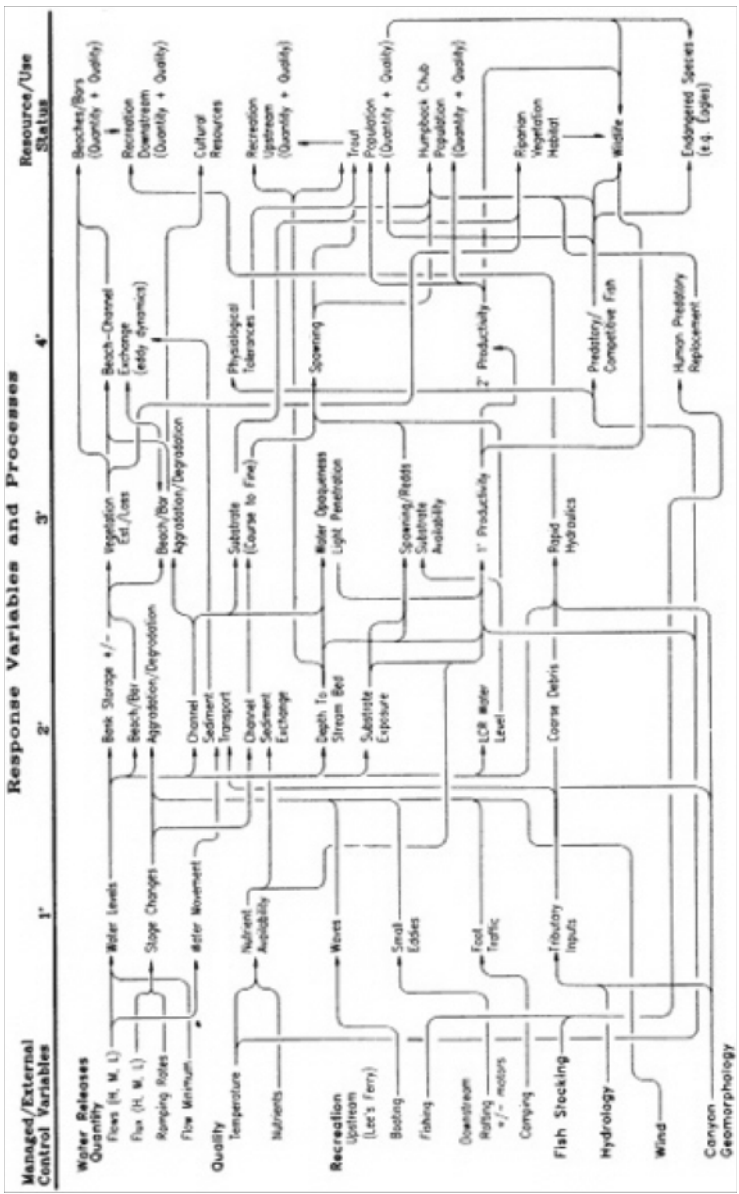 Response Variables and Processes
Managed/External
Control Variables
1°
2°
3°
4°
Resource/Use
Status
Water Releases
Quantity
Flows (H, M, L)
Flux (H, M, L)
Ramping Rates
Flow Minimum
Quality
Temperature
Nutrients
Recreation
Upstream
(Lee's Ferry)
Boating
Fishing
Downstream
Rafting
+/- motors
Camping
Fish Stocking
Hydrology
Wind
Canyon
Geomorphology
Water Levels
Stage Changes
Water Movement
Nutrient
Availability
Waves
Small
Eddies
Foot
Traffic
Tributary
Inputs
Bank Storage +/-
Beach/Bar
Aggradation/Degradation
Channel
Sediment
Transport
Channel
Sediment
Exchange
Depth To
Stream Bed
Substrate
Exposure
LCR Water
Level
Coarse Debris
Vegetation
Est./Loss
Beach/Bar
Aggradation/Degradation
Substrate
(Course to Fine)
Water Opaqueness
Light Penetration
Spawning/Redds
Substrate
Availability
1° Productivity
Rapid
Hydraulics
Beach-Channel
Exchange
(eddy dynamics)
Physiological
Tolerances
Spawning
2° Productivity
Predatory/
Competitive Fish
Human Predatory
Replacement
Beaches/Bars
(Quantity + Quality)
Recreation
Downstream
(Quantity + Quality)
Cultural
Resources
Recreation
Upstream
(Quantity + Quality)
Trout
Population
(Quantity + Quality)
Humpback Chub
Population
(Quantity + Quality)
Riparian
Vegetation
Habitat
Wildlife
Endangered Species
(e.g. Eagles)